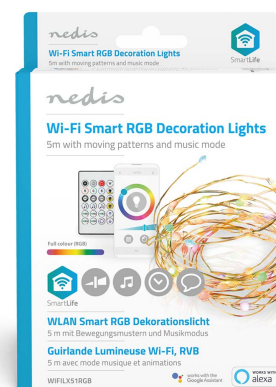 nedis
Wi-Fi Smart RGB Decoration Lights
5m with moving patterns and music mode
SmartLife
nedis
Wi-Fi Smart RGB Decoration Lights
5m with moving patterns and music mode
Full colour (RGB)
SmartLife
WLAN Smart RGB Dekorationslicht
5 m mit Bewegungsmustern und Musikmodus
Guirlande Lumineuse Wi-Fi, RVB
5 m avec mode musique et animations
WIFILX51RGB
works with the
Google Assistant
WORKS WITH
alexa